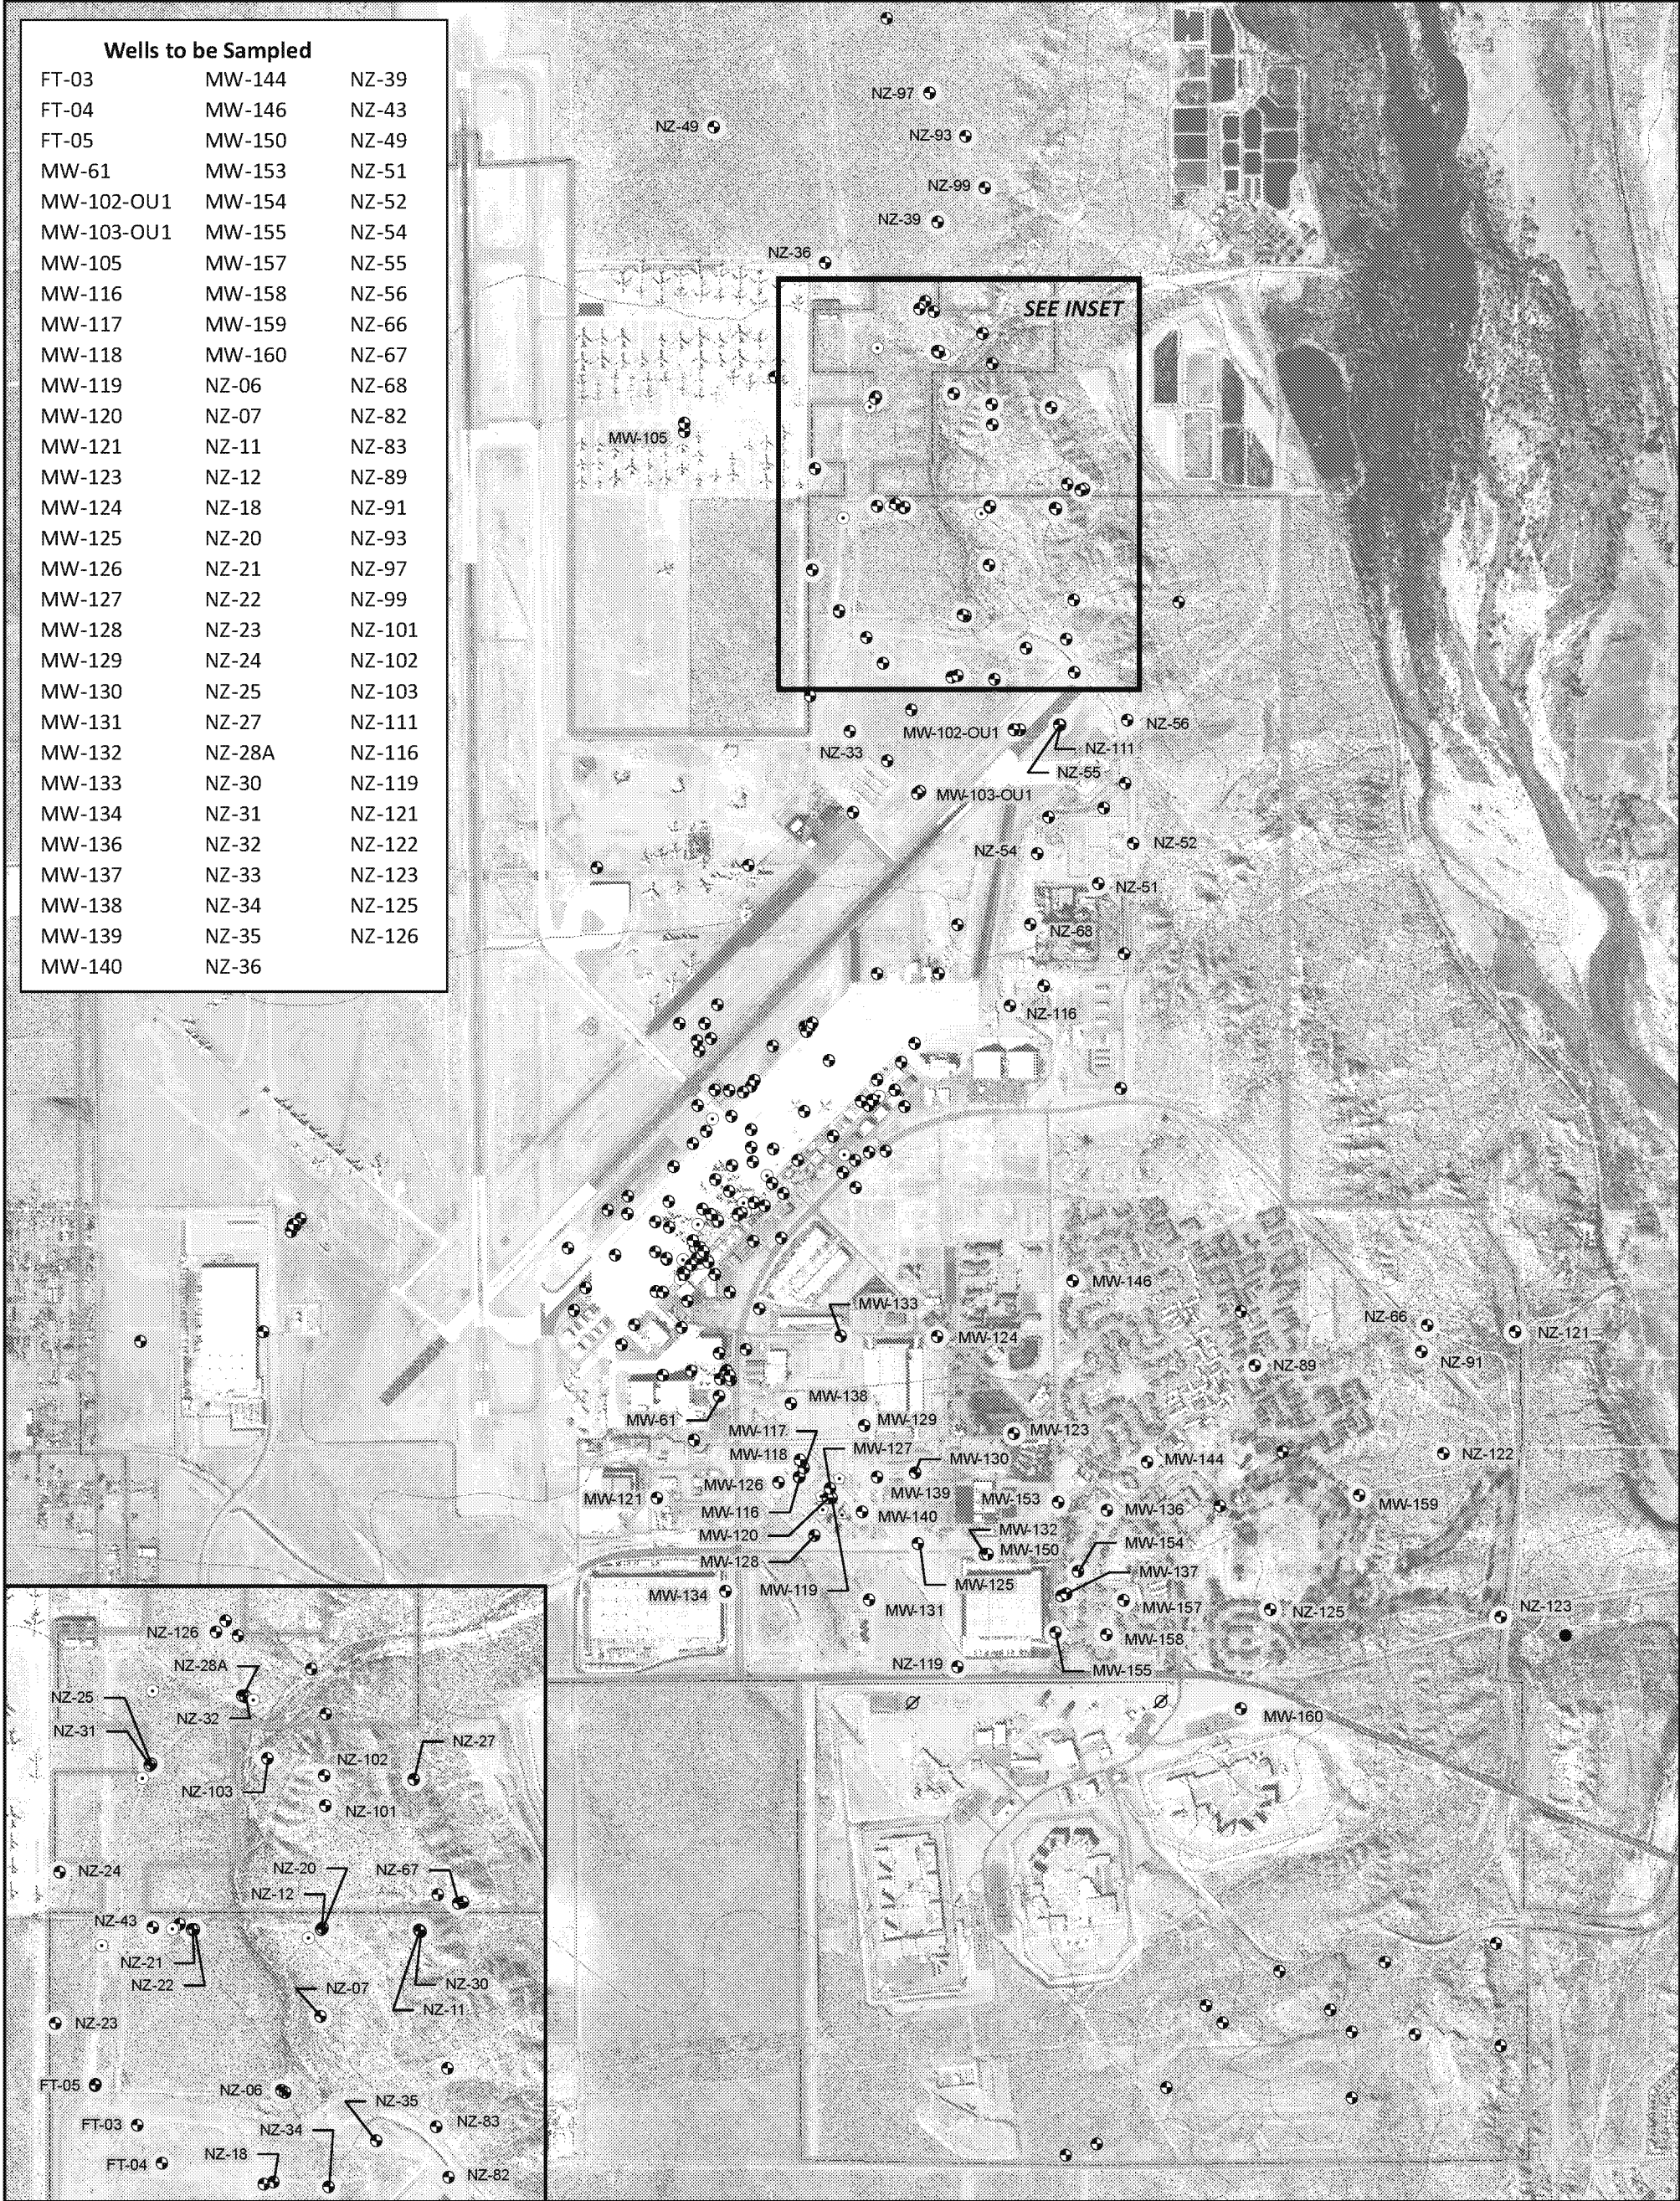 Wells to be Sampled
FT-03 MW-144 NZ-39
FT-04 MW-146 NZ-43
FT-05 MW-150 NZ-49
MW-61 MW-153 NZ-51
MW-102-OU1 MW-154 NZ-52
MW-103-OU1 MW-155 NZ-54
MW-105 MW-157 NZ-55
MW-116 MW-158 NZ-56
MW-117 MW-159 NZ-66
MW-118 MW-160 NZ-67
MW-119 NZ-06 NZ-68
MW-120 NZ-07 NZ-82
MW-121 NZ-11 NZ-83
MW-123 NZ-12 NZ-89
MW-124 NZ-18 NZ-91
MW-125 NZ-20 NZ-93
MW-126 NZ-21 NZ-97
MW-127 NZ-22 NZ-99
MW-128 NZ-23 NZ-101
MW-129 NZ-24 NZ-102
MW-130 NZ-25 NZ-103
MW-131 NZ-27 NZ-111
MW-132 NZ-28A NZ-116
MW-133 NZ-30 NZ-119
MW-134 NZ-31 NZ-121
MW-136 NZ-32 NZ-122
MW-137 NZ-33 NZ-123
MW-138 NZ-34 NZ-125
MW-139 NZ-35 NZ-126
MW-140 NZ-36
NZ-97
NZ-49
NZ-93
NZ-99
NZ-39
NZ-36
SEE INSET
MW-105
NZ-56
MW-102-OU1
NZ-111
NZ-33
NZ-55
MW-103-OU1
NZ-52
NZ-54
NZ-51
NZ-68
NZ-116
MW-146
MW-133
NZ-66
NZ-121
MW-124
NZ-91
NZ-89
MW-138
MW-61
MW-129
MW-117
MW-123
MW-127
MW-118
NZ-122
MW-130
MW-144
MW-126
MW-139
MW-121
MW-153
MW-159
MW-136
MW-116
MW-140
MW-132
MW-120
MW-154
MW-150
MW-128
MW-137
MW-119
MW-125
MW-134
MW-157
NZ-123
MW-131
NZ-125
MW-158
NZ-119
MW-155
MW-160
NZ-126
NZ-28A
NZ-25
NZ-32
NZ-31
NZ-27
NZ-102
NZ-103
NZ-101
NZ-20
NZ-67
NZ-24
NZ-12
NZ-43
NZ-21
NZ-22
NZ-30
NZ-07
NZ-11
NZ-23
FT-05
NZ-06
NZ-35
NZ-83
FT-03
NZ-34
NZ-18
FT-04
NZ-82